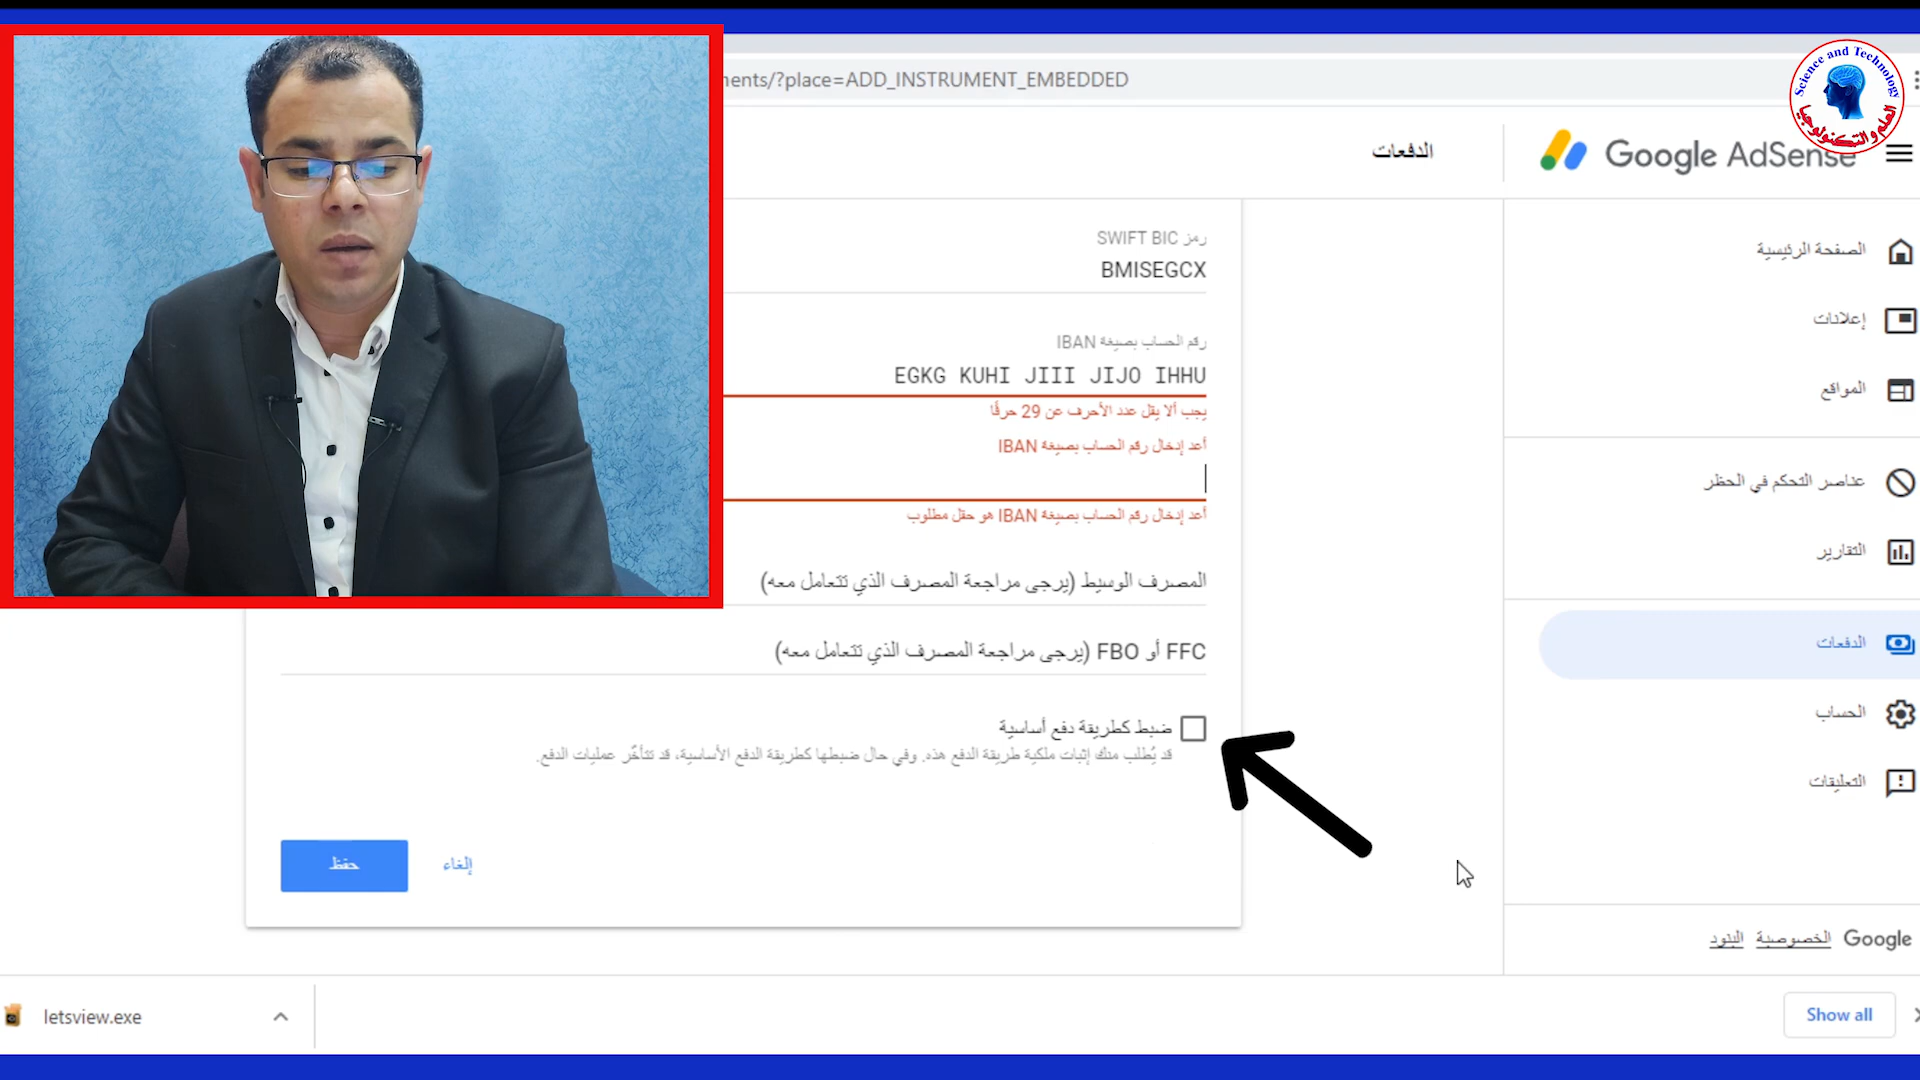 nents/?place=ADD_INSTRUMENT_EMBEDDED
Science and Technology
العلم والتكنولوجيا
Google AdSense
الدفعات
رمز SWIFT BIC
BMISEGCX
رقم الحساب بصيغة IBAN
EGKG KUHI JIII JIJO IHHU
يجب ألا يقل عدد الأحرف عن 29 حرفًا
أعد إدخال رقم الحساب بصيغة IBAN
أعد إدخال رقم الحساب بصيغة IBAN هو حقل مطلوب
المصرف الوسيط (يرجى مراجعة المصرف الذي تتعامل معه)
FFC أو FBO (يرجى مراجعة المصرف الذي تتعامل معه)
ضبط كطريقة دفع أساسية
قد يُطلب منك إثبات ملكية طريقة الدفع هذه. وفي حال ضبطها كطريقة الدفع الأساسية، قد تتأخّر عمليات الدفع.
إلغاء
حفظ
الصفحة الرئيسية
إعلانات
المواقع
عناصر التحكم في الحظر
التقارير
الدفعات
الحساب
التعليقات
Google الخصوصية البنود
letsview.exe
Show all